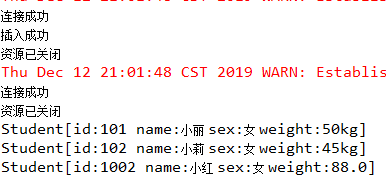 连接成功
插入成功
资源已关闭
Thu Dec 12 21:01:48 CST 2019 WARN: Establis
连接成功
资源已关闭
Student[id:101 name:小丽 sex:女 weight:50kg]
Student[id:102 name:小莉 sex:女 weight:45kg]
Student[id:1002 name:小红 sex:女 weight:88.0]